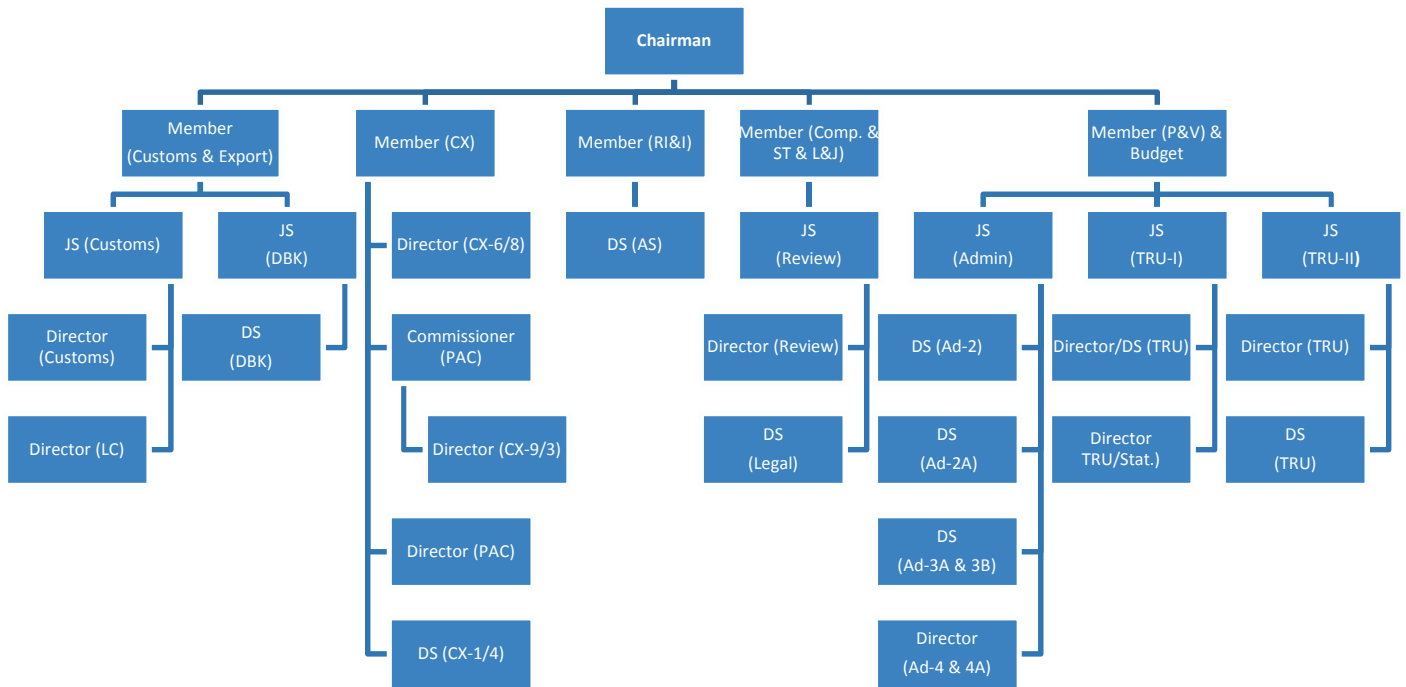 Chairman
Member
(Customs & Export)
Member (CX)
Member (RI&I)
Member (Comp. &
ST & L&J)
Member (P&V) &
Budget
JS (Customs)
JS
(DBK)
Director (CX-6/8)
DS (AS)
JS
(Review)
JS
(Admin)
JS
(TRU-I)
JS
(TRU-II)
Director
(Customs)
DS
(DBK)
Commissioner
(PAC)
Director (Review)
DS (Ad-2)
Director/DS (TRU)
Director (TRU)
Director (LC)
Director (CX-9/3)
DS
(Legal)
DS
(Ad-2A)
Director
TRU/Stat.)
DS
(TRU)
Director (PAC)
DS
(Ad-3A & 3B)
DS (CX-1/4)
Director
(Ad-4 & 4A)